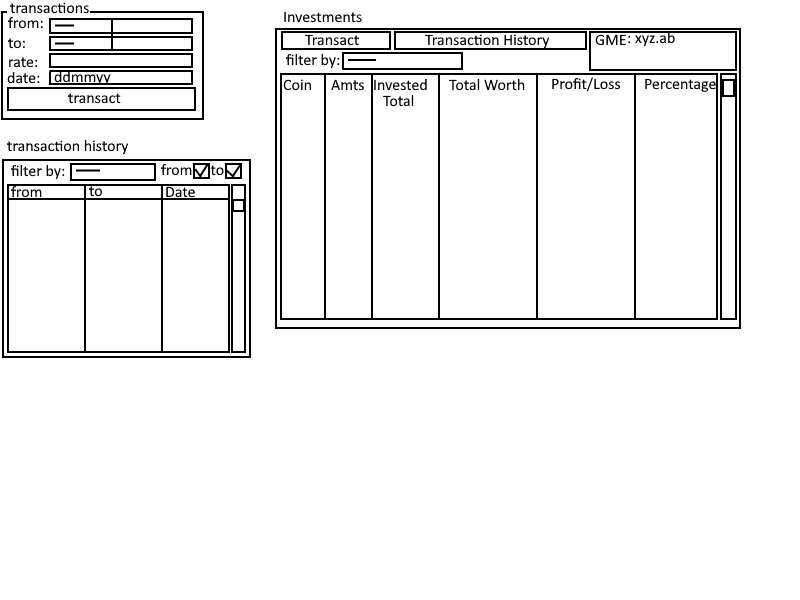 transactions
from:
to:
rate:
date: ddmmyy
transact
transaction history
filter by: from to
from to Date
Investments
Transact Transaction History GME: xyz.ab
filter by:
Coin Amts Invested Total Worth Profit/Loss Percentage
Total